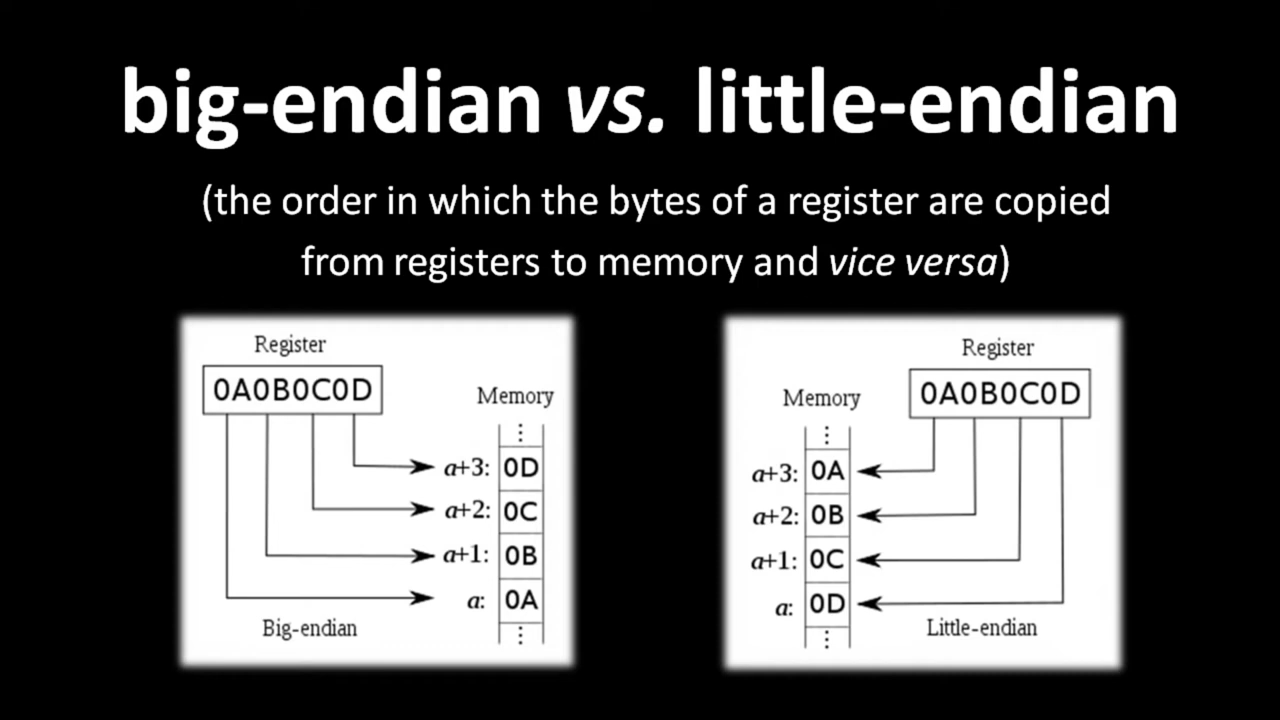 big-endian vs. little-endian
(the order in which the bytes of a register are copied
from registers to memory and vice versa)
Register
0A0B0C0D
Memory
⋮
a+3: 0D
a+2: 0C
a+1: 0B
a: 0A
⋮
Big-endian
Register
0A0B0C0D
Memory
⋮
a+3: 0A
a+2: 0B
a+1: 0C
a: 0D
⋮
Little-endian